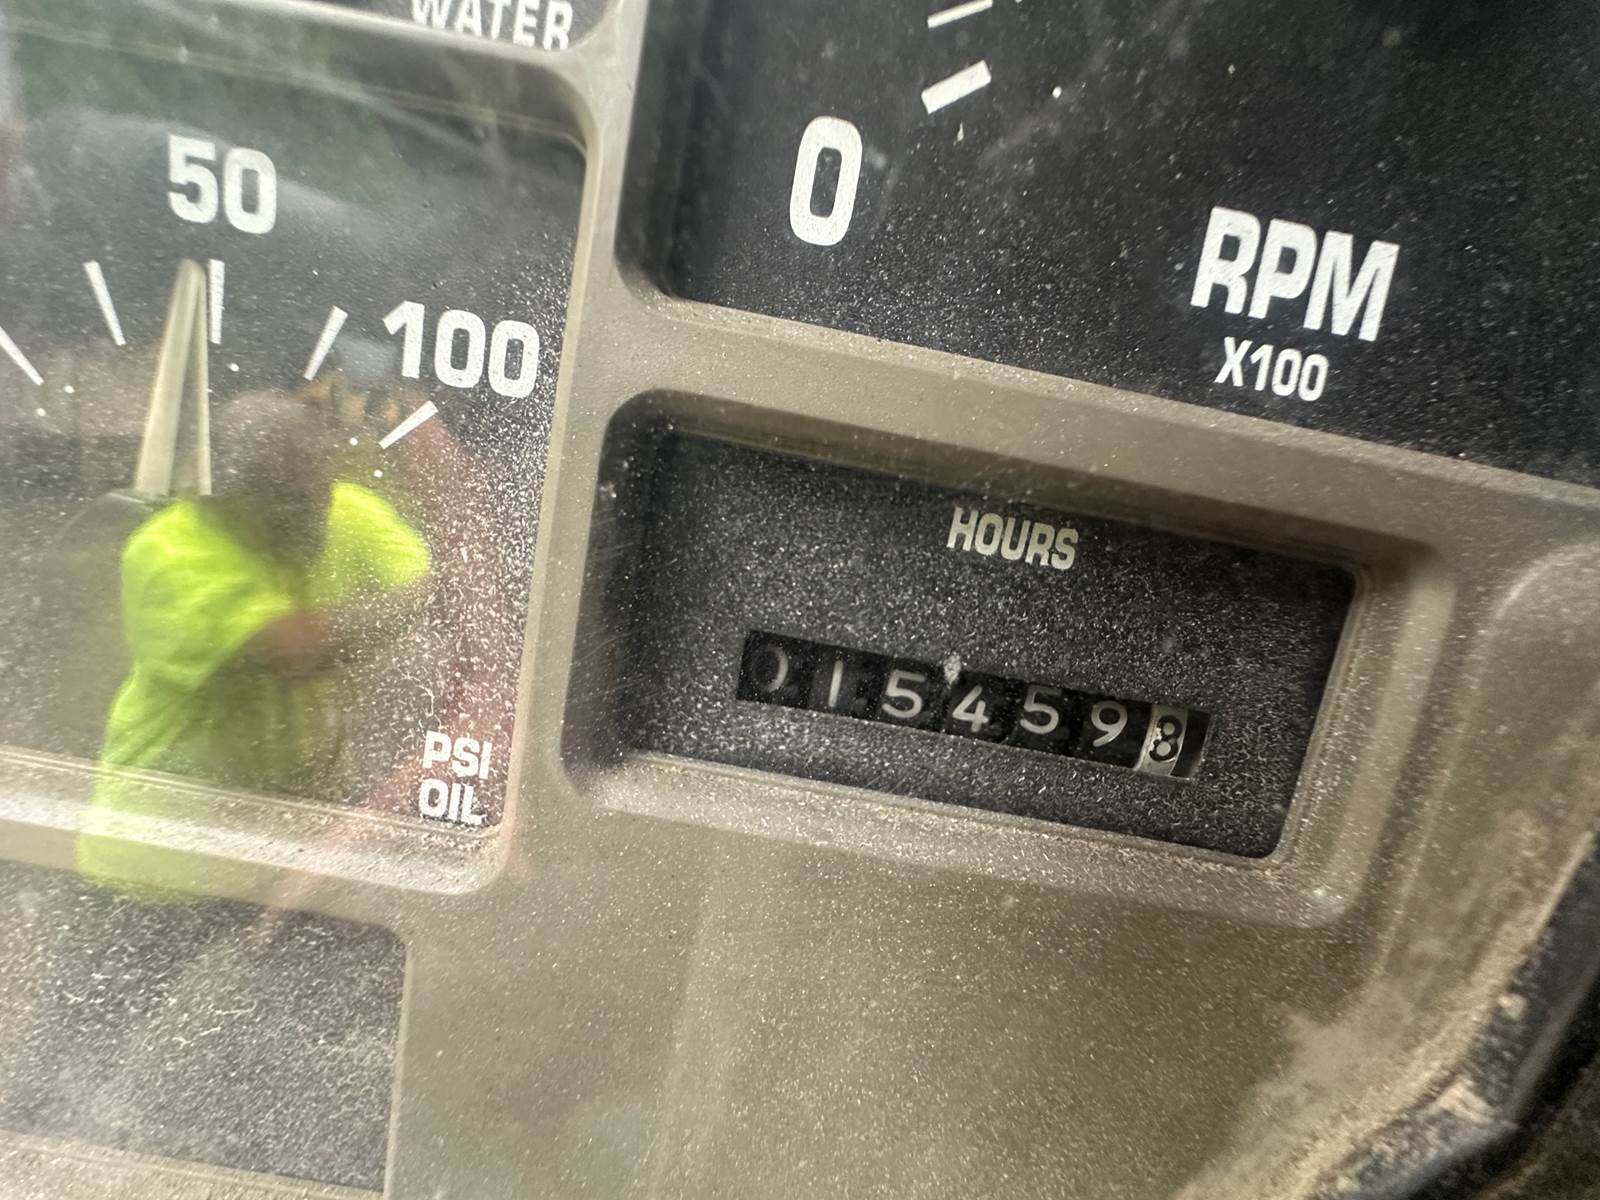 WATER
50
100
PSI
OIL
0
RPM
X100
HOURS
0154598